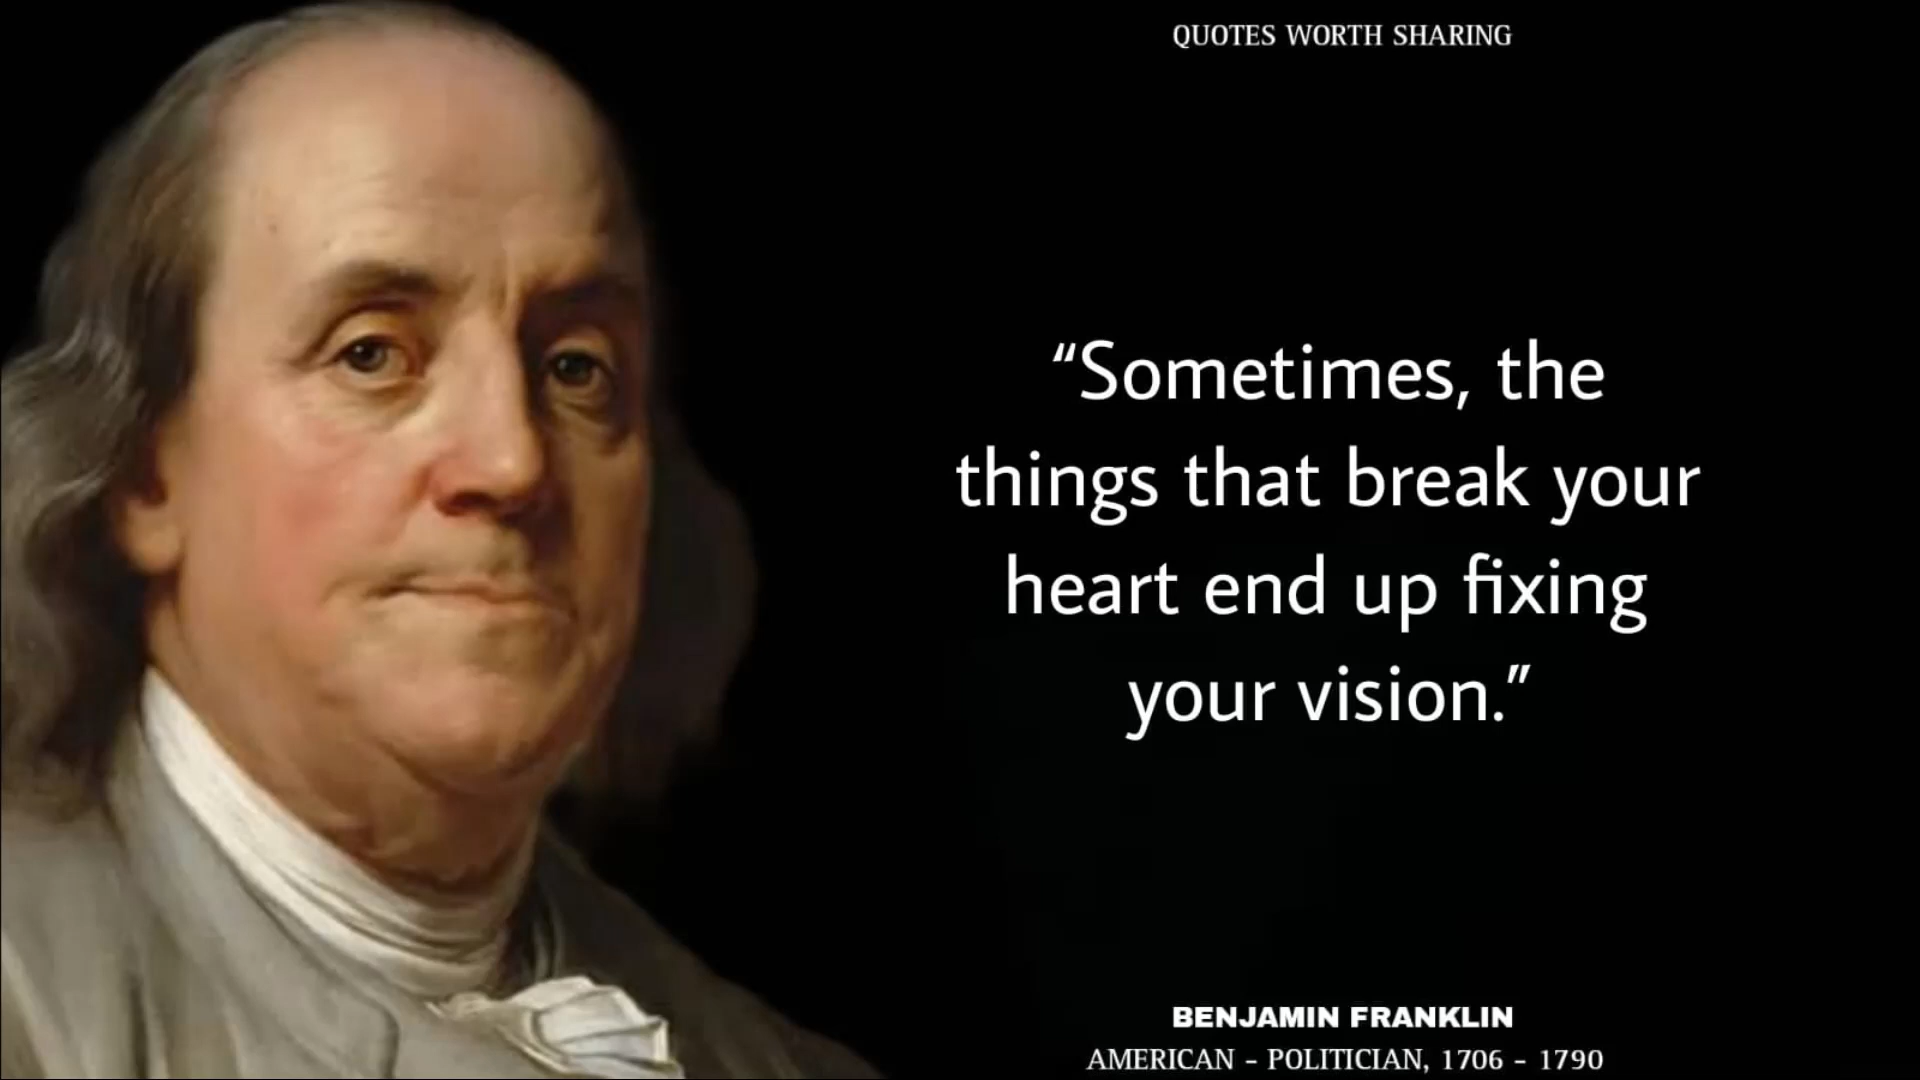 QUOTES WORTH SHARING
“Sometimes, the
things that break your
heart end up fixing
your vision.”
BENJAMIN FRANKLIN
AMERICAN - POLITICIAN, 1706 - 1790